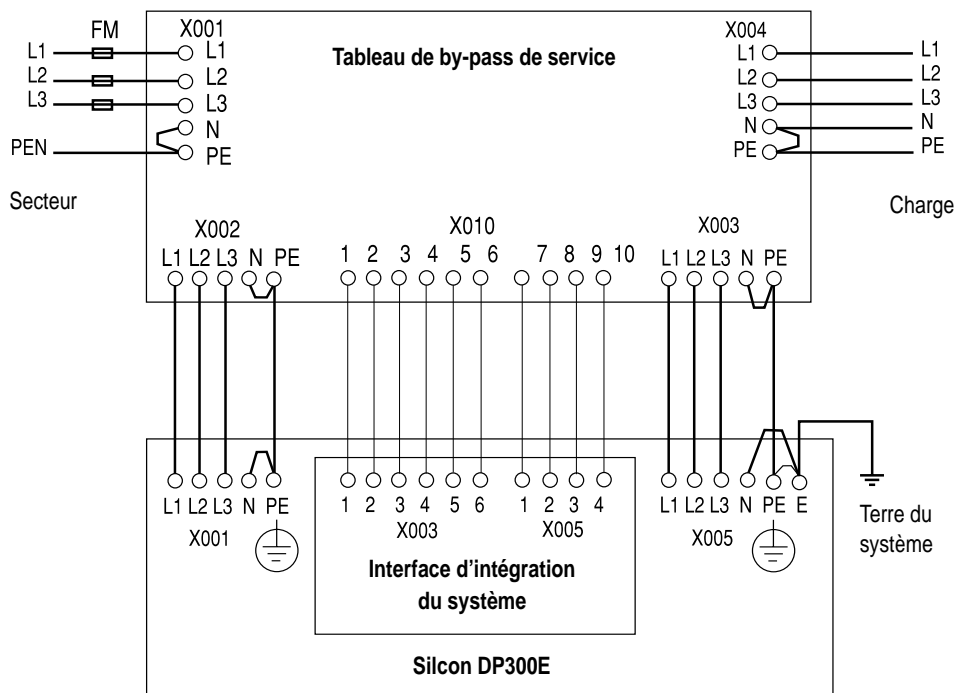 FM X001 X004
L1 L1 Tableau de by-pass de service L1 L1
L2 L2 L2 L2
L3 L3 L3 L3
N N N
PEN PE PE PE
Secteur Charge
X002 X010 X003
L1 L2 L3 N PE 1 2 3 4 5 6 7 8 9 10 L1 L2 L3 N PE
L1 L2 L3 N PE 1 2 3 4 5 6 1 2 3 4 L1 L2 L3 N PE E
X001 X003 X005 X005
Terre du
système
Interface d’intégration
du système
Silcon DP300E